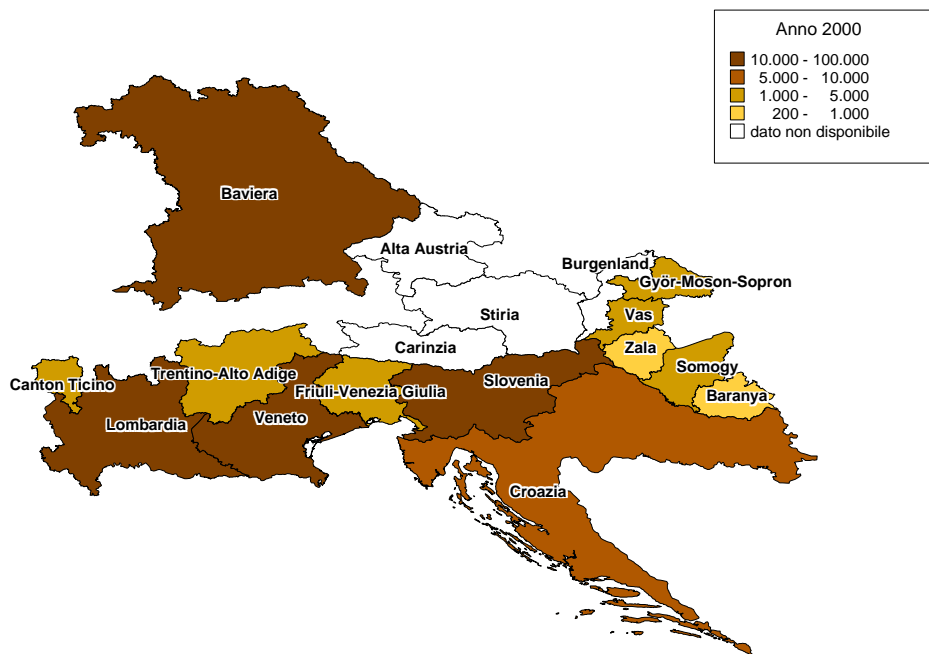 Anno 2000
10.000 - 100.000
5.000 - 10.000
1.000 - 5.000
200 - 1.000
dato non disponibile
Baviera
Alta Austria
Burgenland
Györ-Moson-Sopron
Stiria
Vas
Carinzia
Zala
Trentino-Alto Adige
Somogy
Canton Ticino
Slovenia
Friuli-Venezia Giulia
Baranya
Veneto
Lombardia
Croazia